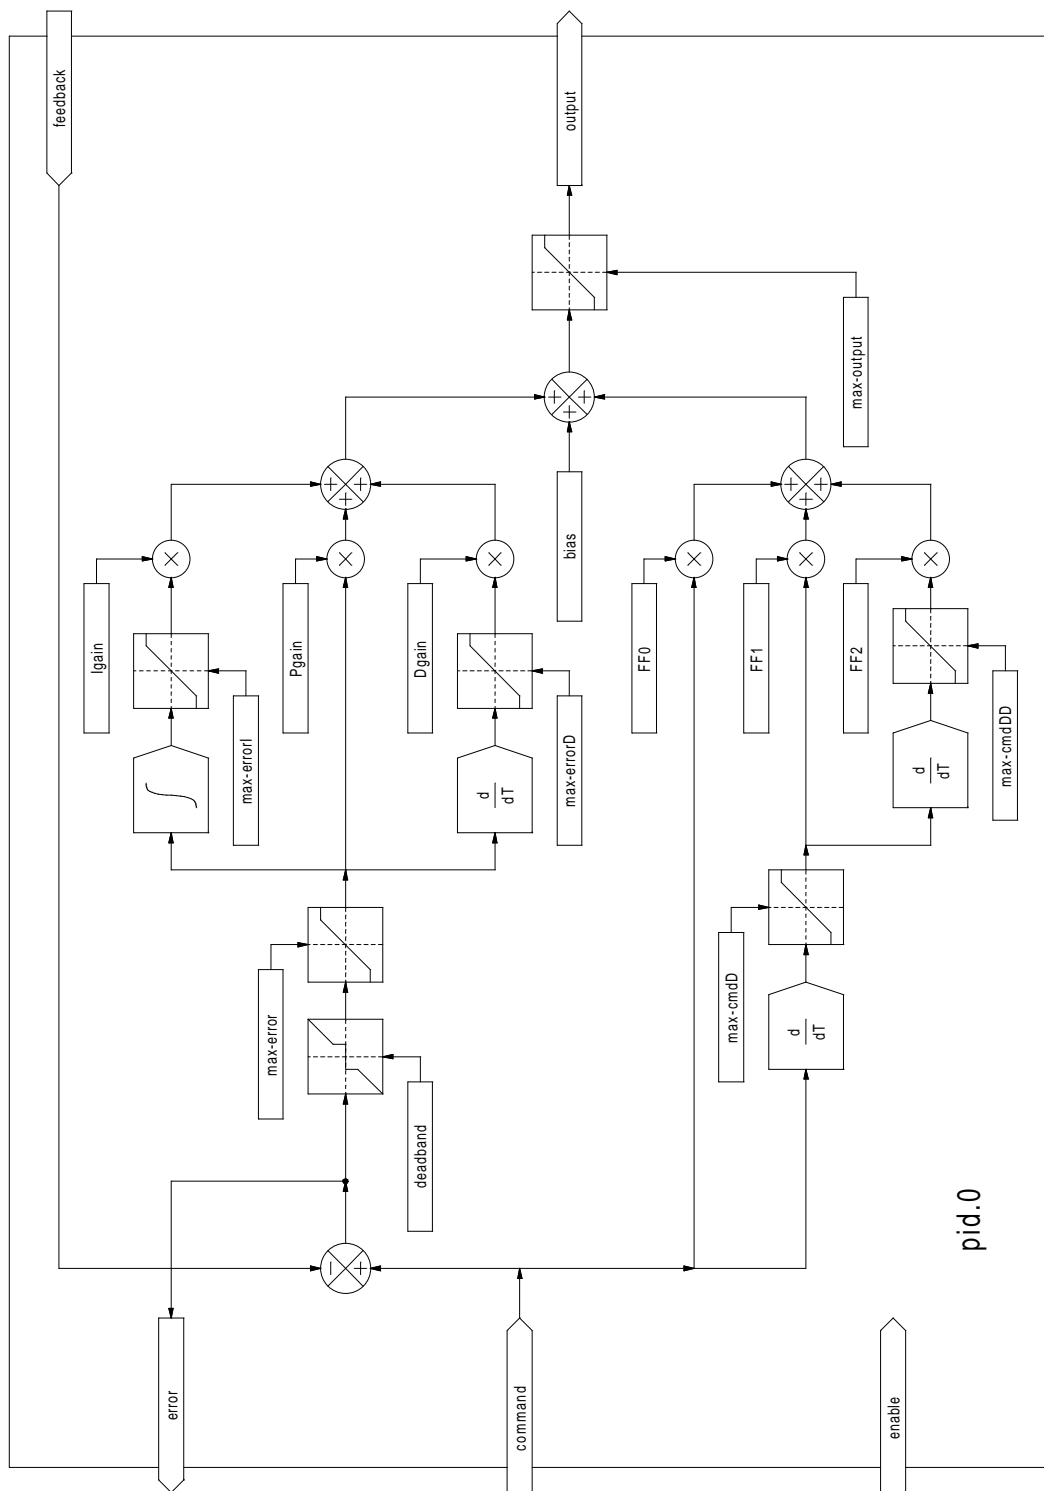 feedback
output
max-output
Igain
Pgain
Dgain
bias
FF0
FF1
FF2
+
+
+
+
+
+
+
+
+
×
×
×
×
×
×
max-errorI
max-errorD
max-cmdDD
∫
d
dT
d
dT
max-error
max-cmdD
d
dT
deadband
pid.0
-
+
error
command
enable